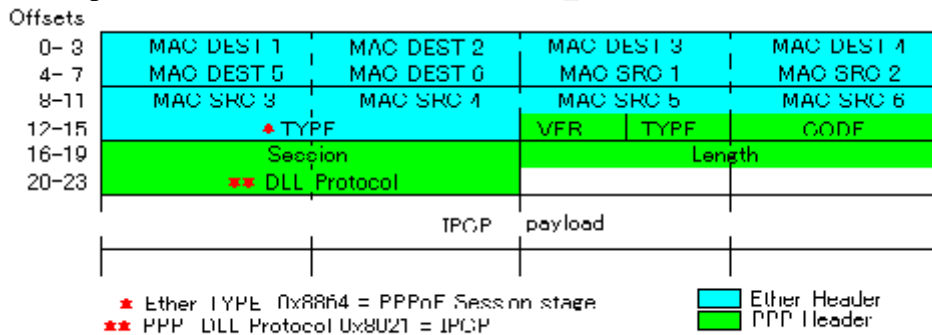 Offsets
0- 3 MAC DEST 1 MAC DEST 2 MAC DEST 3 MAC DEST 4
4- 7 MAC DEST 5 MAC DEST 6 MAC SRC 1 MAC SRC 2
8-11 MAC SRC 3 MAC SRC 4 MAC SRC 5 MAC SRC 6
12-15 * TYPE VER TYPE CODE
16-19 Session Length
20-23 ** DLL Protocol
IPCP payload
* Ether TYPE 0x8864 = PPPoE Session stage
** PPP DLL Protocol 0x8021 = IPCP
Ether Header
PPP Header